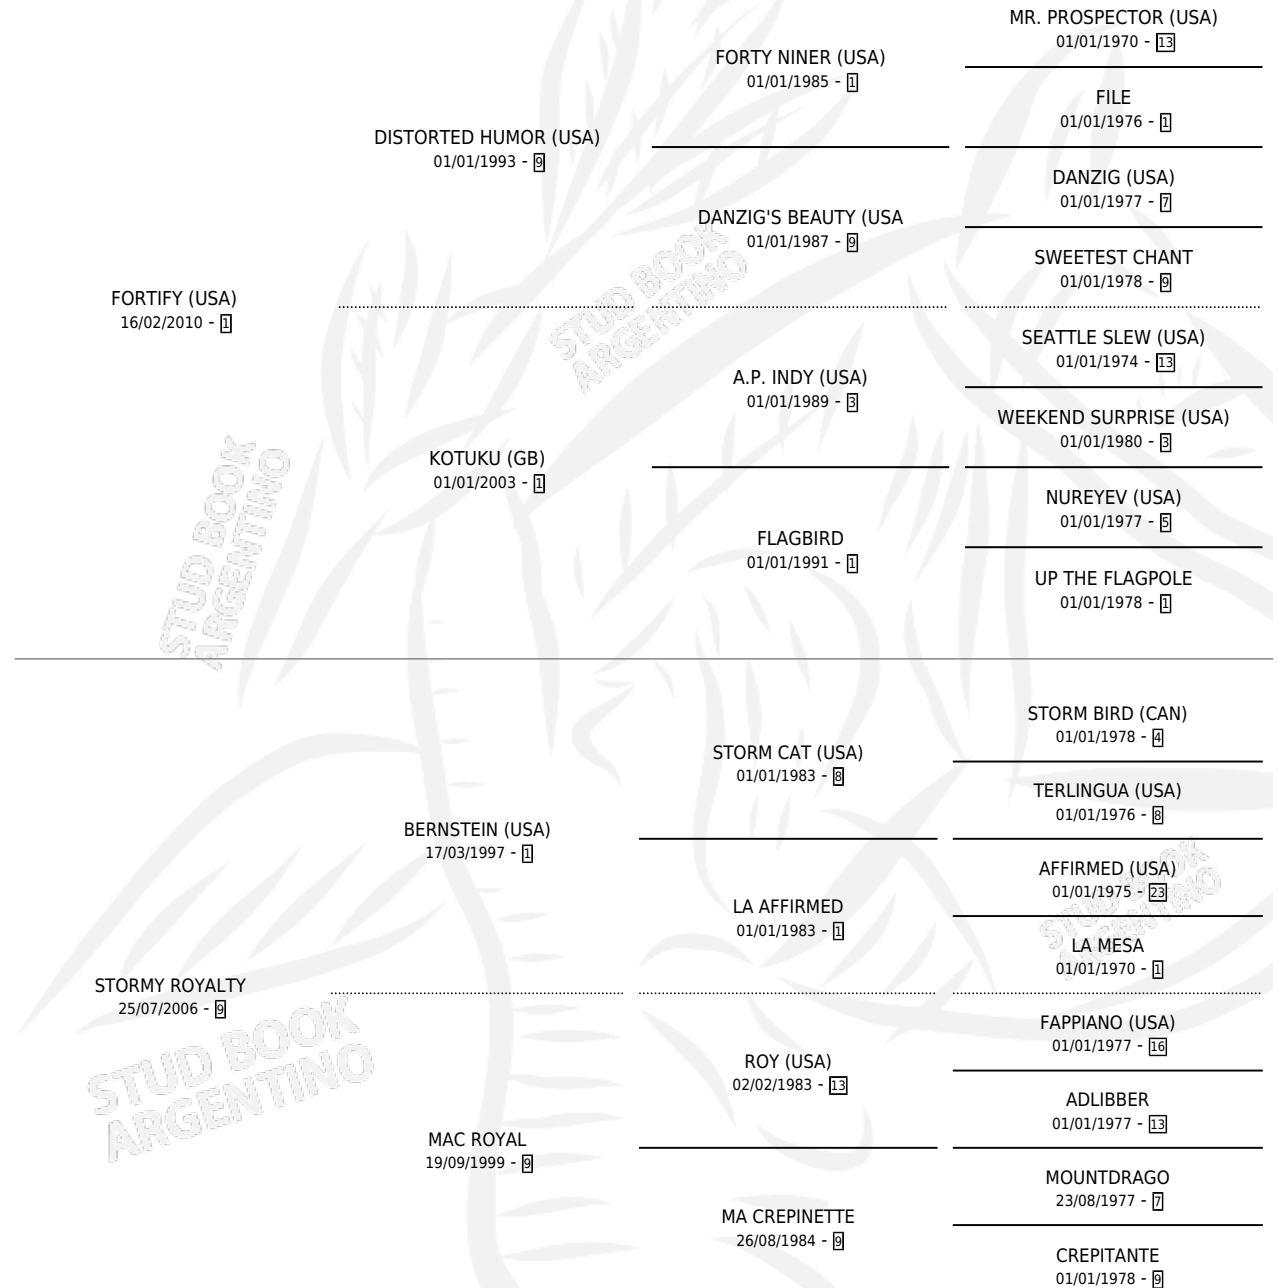 MR. PROSPECTOR (USA)
01/01/1970 - 13
FORTY NINER (USA)
01/01/1985 - 1
FILE
01/01/1976 - 1
DISTORTED HUMOR (USA)
01/01/1993 - 9
DANZIG (USA)
01/01/1977 - 7
DANZIG'S BEAUTY (USA
01/01/1987 - 9
SWEETEST CHANT
01/01/1978 - 9
FORTIFY (USA)
16/02/2010 - 1
SEATTLE SLEW (USA)
01/01/1974 - 13
A.P. INDY (USA)
01/01/1989 - 3
WEEKEND SURPRISE (USA)
01/01/1980 - 3
KOTUKU (GB)
01/01/2003 - 1
NUREYEV (USA)
01/01/1977 - 5
FLAGBIRD
01/01/1991 - 1
UP THE FLAGPOLE
01/01/1978 - 1
STUD BOOK
ARGENTINO
STUD BOOK
ARGENTINO
STORM BIRD (CAN)
01/01/1978 - 4
STORM CAT (USA)
01/01/1983 - 8
TERLINGUA (USA)
01/01/1976 - 8
BERNSTEIN (USA)
17/03/1997 - 1
AFFIRMED (USA)
01/01/1975 - 23
LA AFFIRMED
01/01/1983 - 1
LA MESA
01/01/1970 - 1
STORMY ROYALTY
25/07/2006 - 9
FAPPIANO (USA)
01/01/1977 - 16
ROY (USA)
02/02/1983 - 13
ADLIBBER
01/01/1977 - 13
MAC ROYAL
19/09/1999 - 9
MOUNTDRAGO
23/08/1977 - 7
MA CREPINETTE
26/08/1984 - 9
CREPITANTE
01/01/1978 - 9
STUD BOOK
ARGENTINO
STUD BOOK
ARGENTINO